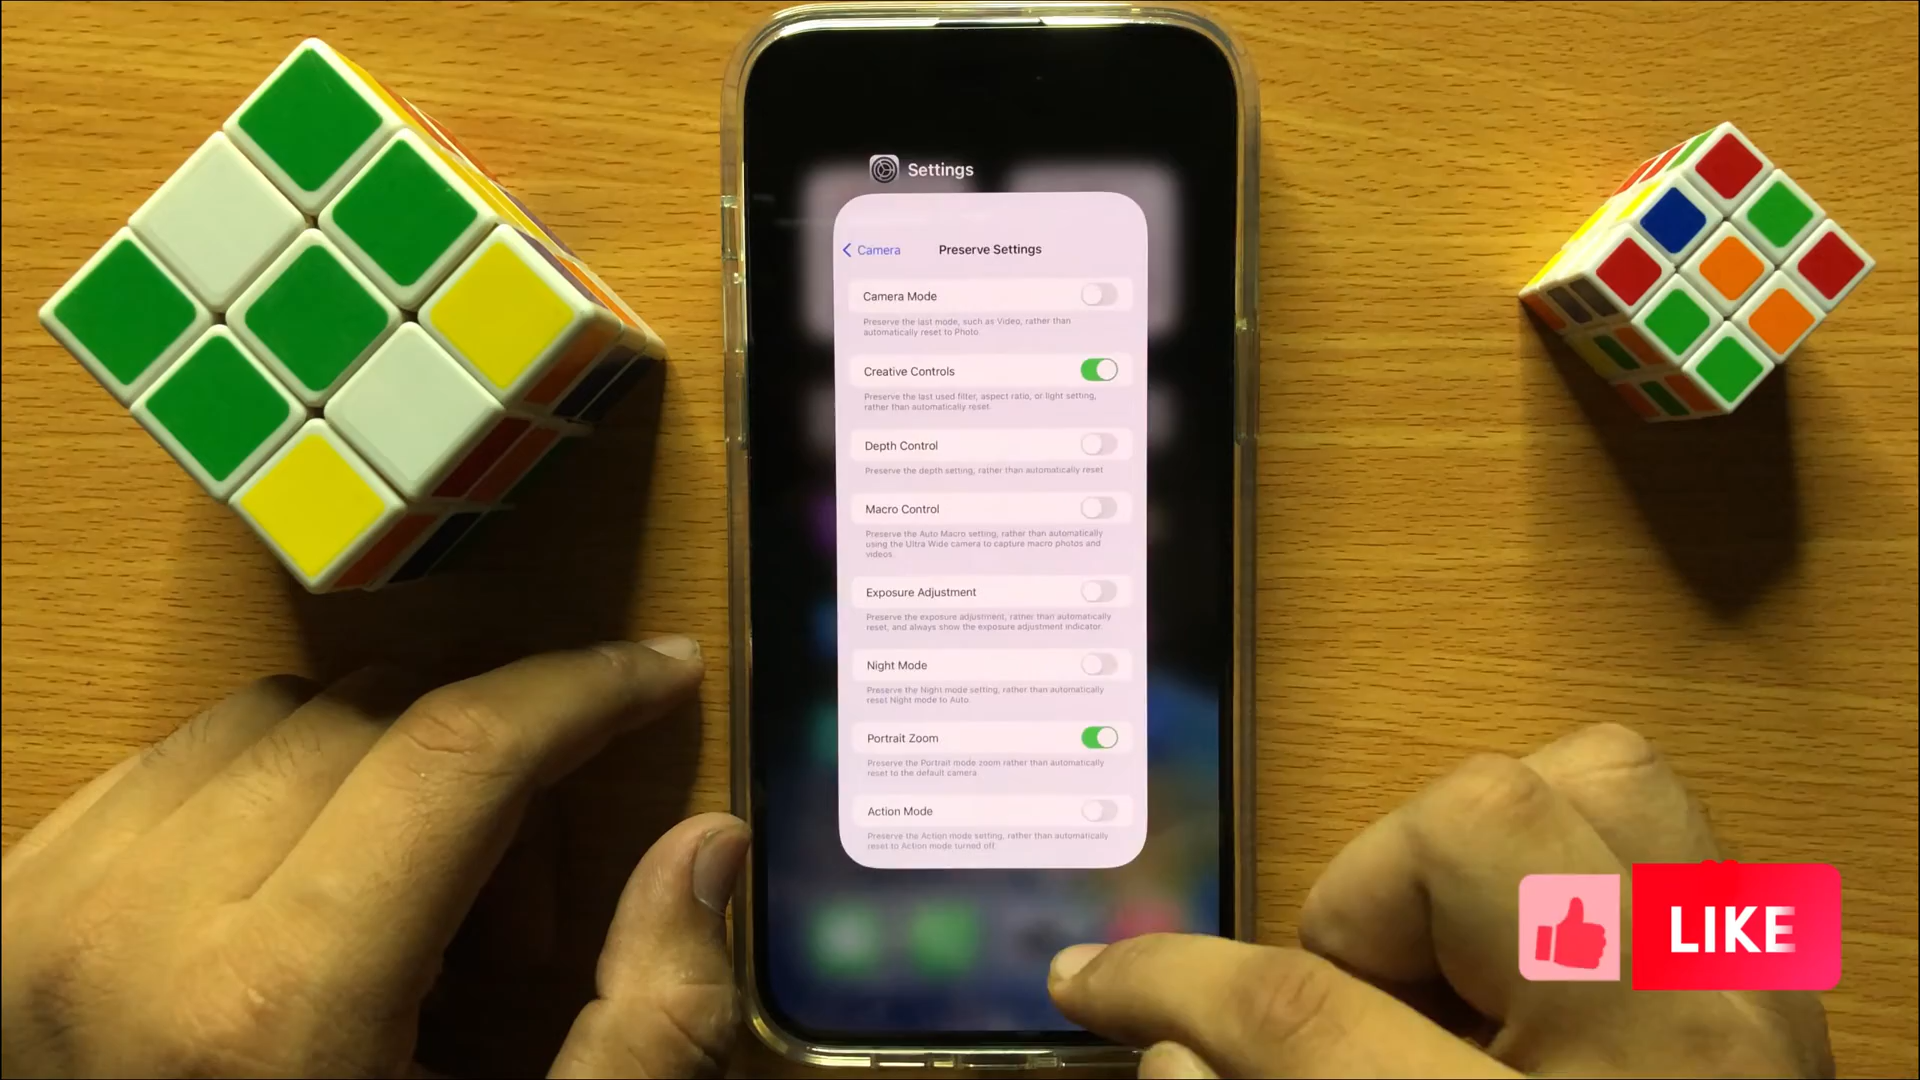 Settings
Camera
Preserve Settings
Camera Mode
Preserve the last mode, such as Video, rather than
automatically reset to Photo.
Creative Controls
Preserve the last used filter, aspect ratio, or light setting,
rather than automatically reset.
Depth Control
Preserve the depth setting, rather than automatically reset.
Macro Control
Preserve the Auto Macro setting, rather than automatically
using the Ultra Wide camera to capture macro photos and
videos.
Exposure Adjustment
Preserve the exposure adjustment, rather than automatically
reset, and always show the exposure adjustment indicator.
Night Mode
Preserve the Night mode setting, rather than automatically
reset Night mode to Auto.
Portrait Zoom
Preserve the Portrait mode zoom rather than automatically
reset to the default camera.
Action Mode
Preserve the Action mode setting, rather than automatically
reset to Action mode turned off.
LIKE